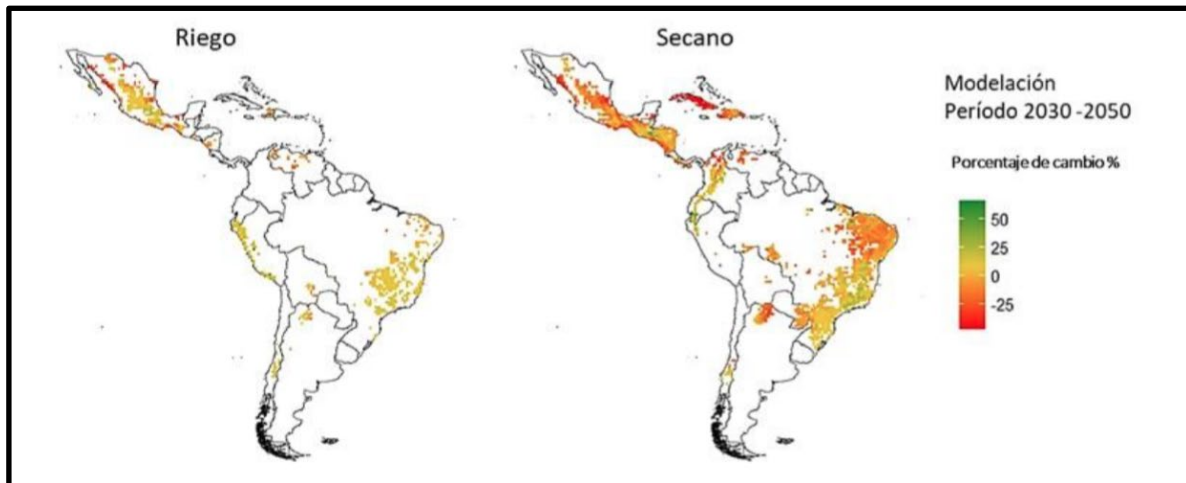 Riego
Secano
Modelación
Período 2030 -2050
Porcentaje de cambio %
50
25
0
-25